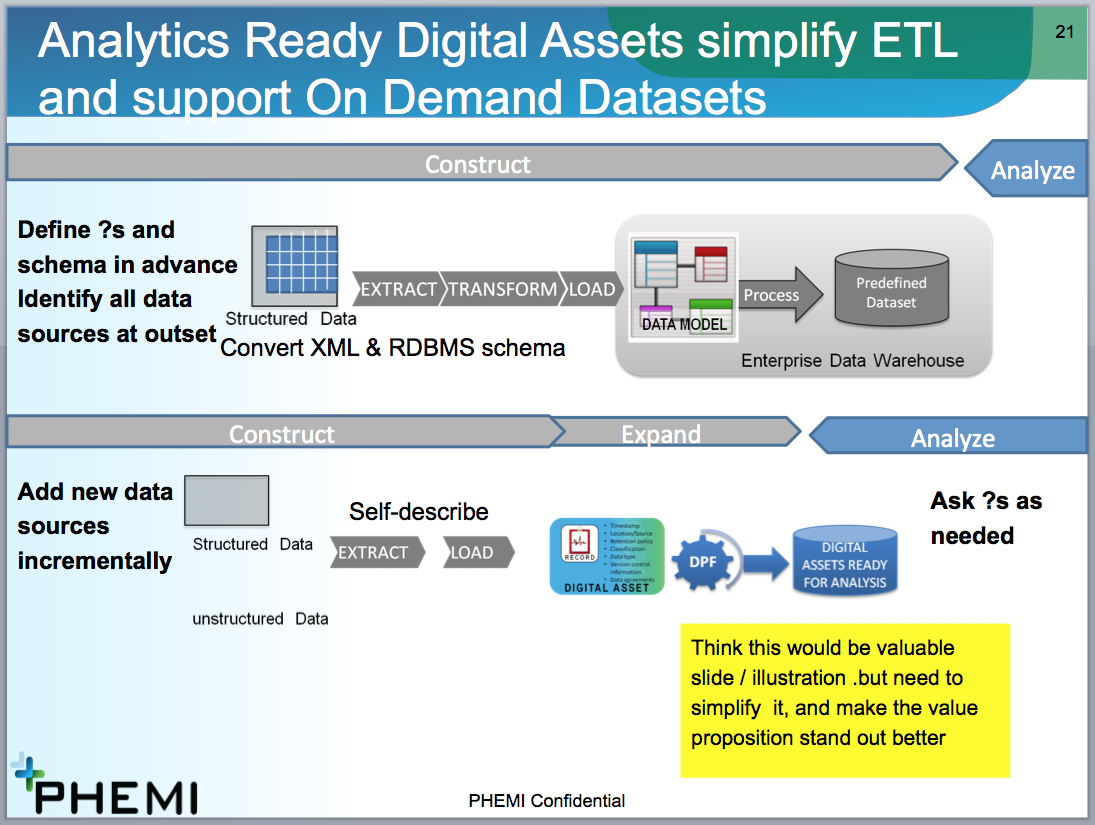 Analytics Ready Digital Assets simplify ETL
and support On Demand Datasets
21
Construct
Analyze
Define ?s and
schema in advance
Identify all data
sources at outset
Structured Data
Convert XML & RDBMS schema
EXTRACT
TRANSFORM
LOAD
DATA MODEL
Process
Predefined
Dataset
Enterprise Data Warehouse
Construct
Expand
Analyze
Add new data
sources
incrementally
Structured Data
unstructured Data
Self-describe
EXTRACT
LOAD
RECORD
• Timestamp
• Location/Source
• Retention policy
• Classification
• Data type
• Version control
information
• Data agreements
DIGITAL ASSET
DPF
DIGITAL
ASSETS READY
FOR ANALYSIS
Ask ?s as
needed
Think this would be valuable
slide / illustration .but need to
simplify  it, and make the value
proposition stand out better
PHEMI
PHEMI Confidential